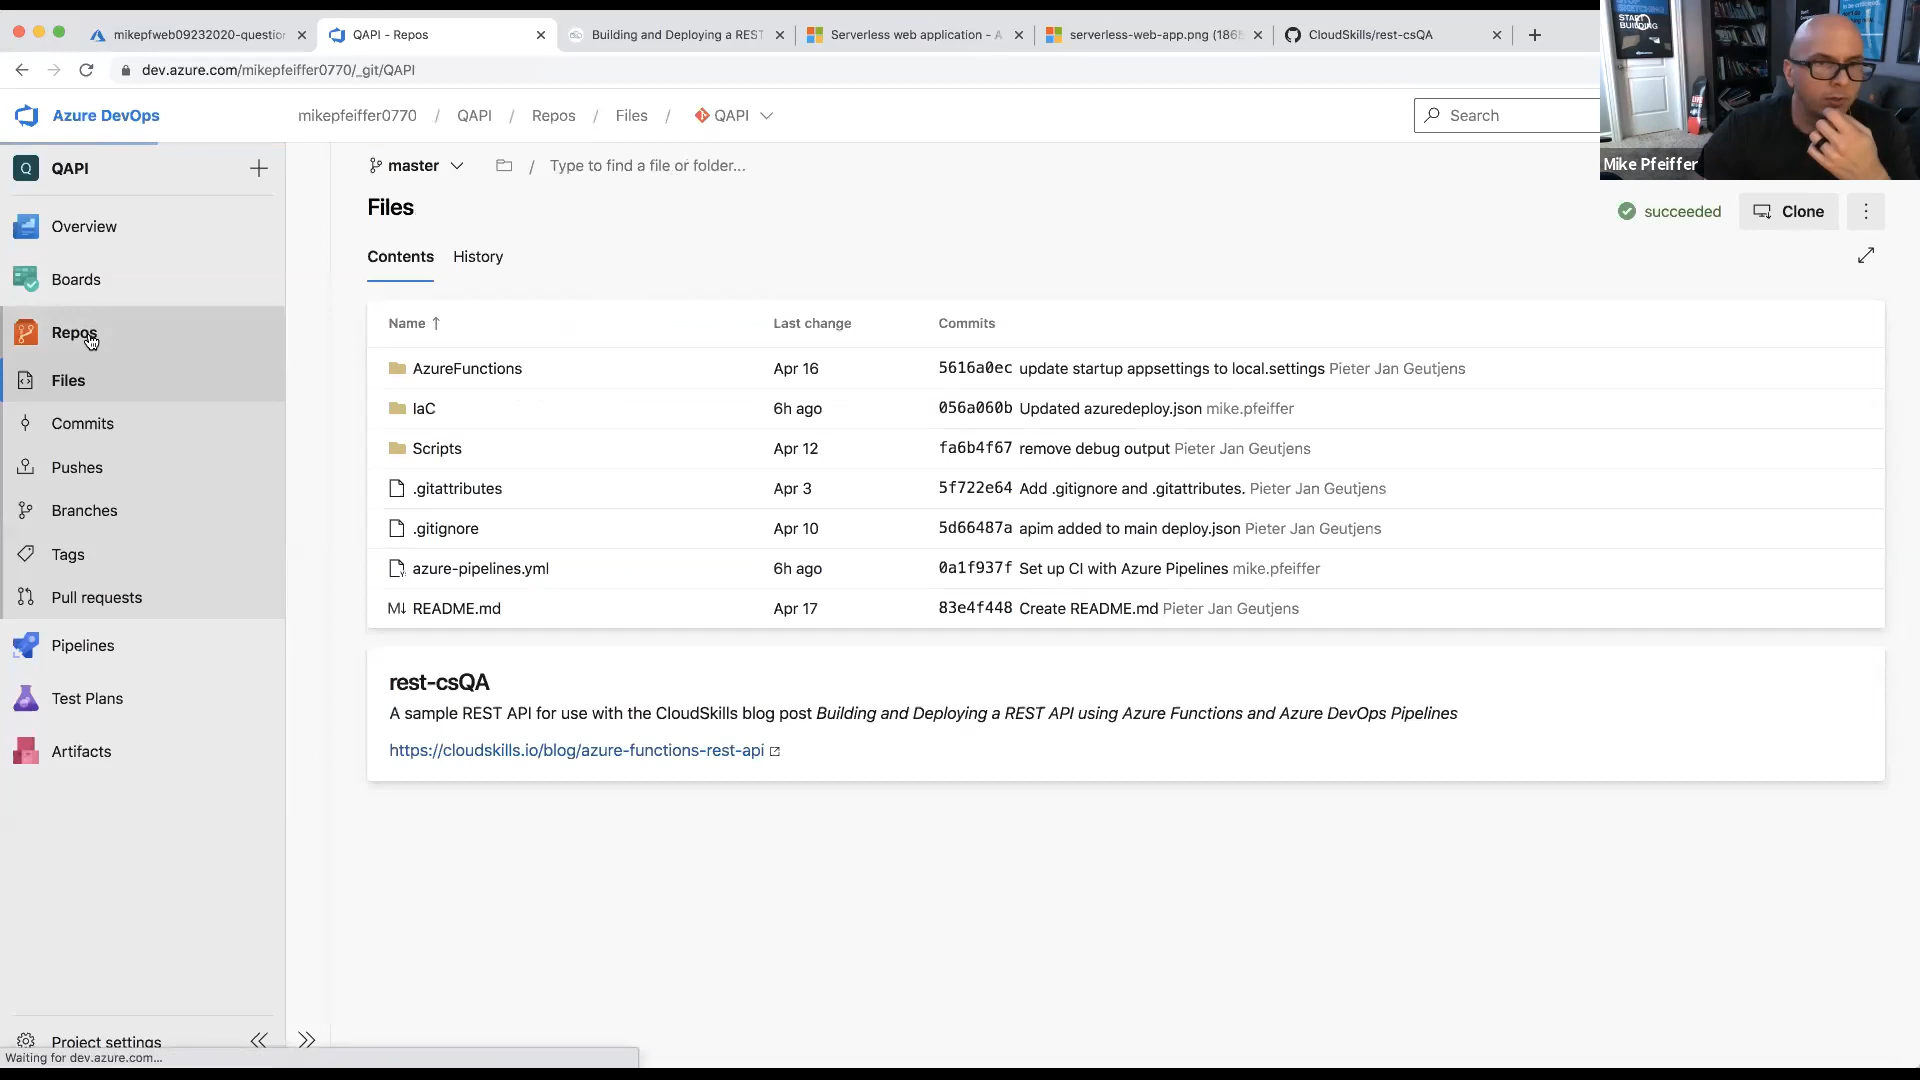 mikepfweb09232020-question
QAPI - Repos
Building and Deploying a REST
Serverless web application - A
serverless-web-app.png (1865
CloudSkills/rest-csQA
dev.azure.com/mikepfeiffer0770/_git/QAPI
Azure DevOps
mikepfeiffer0770 / QAPI / Repos / Files / QAPI
Search
START
BUILDING
Mike Pfeiffer
Q QAPI
Overview
Boards
Repos
Files
Commits
Pushes
Branches
Tags
Pull requests
Pipelines
Test Plans
Artifacts
Project settings
Waiting for dev.azure.com...
master / Type to find a file or folder...
Files
succeeded
Clone
Contents History
Name ↑ Last change Commits
AzureFunctions Apr 16 5616a0ec update startup appsettings to local.settings Pieter Jan Geutjens
IaC 6h ago 056a060b Updated azuredeploy.json mike.pfeiffer
Scripts Apr 12 fa6b4f67 remove debug output Pieter Jan Geutjens
.gitattributes Apr 3 5f722e64 Add .gitignore and .gitattributes. Pieter Jan Geutjens
.gitignore Apr 10 5d66487a apim added to main deploy.json Pieter Jan Geutjens
azure-pipelines.yml 6h ago 0a1f937f Set up CI with Azure Pipelines mike.pfeiffer
M↓ README.md Apr 17 83e4f448 Create README.md Pieter Jan Geutjens
rest-csQA
A sample REST API for use with the CloudSkills blog post Building and Deploying a REST API using Azure Functions and Azure DevOps Pipelines
https://cloudskills.io/blog/azure-functions-rest-api